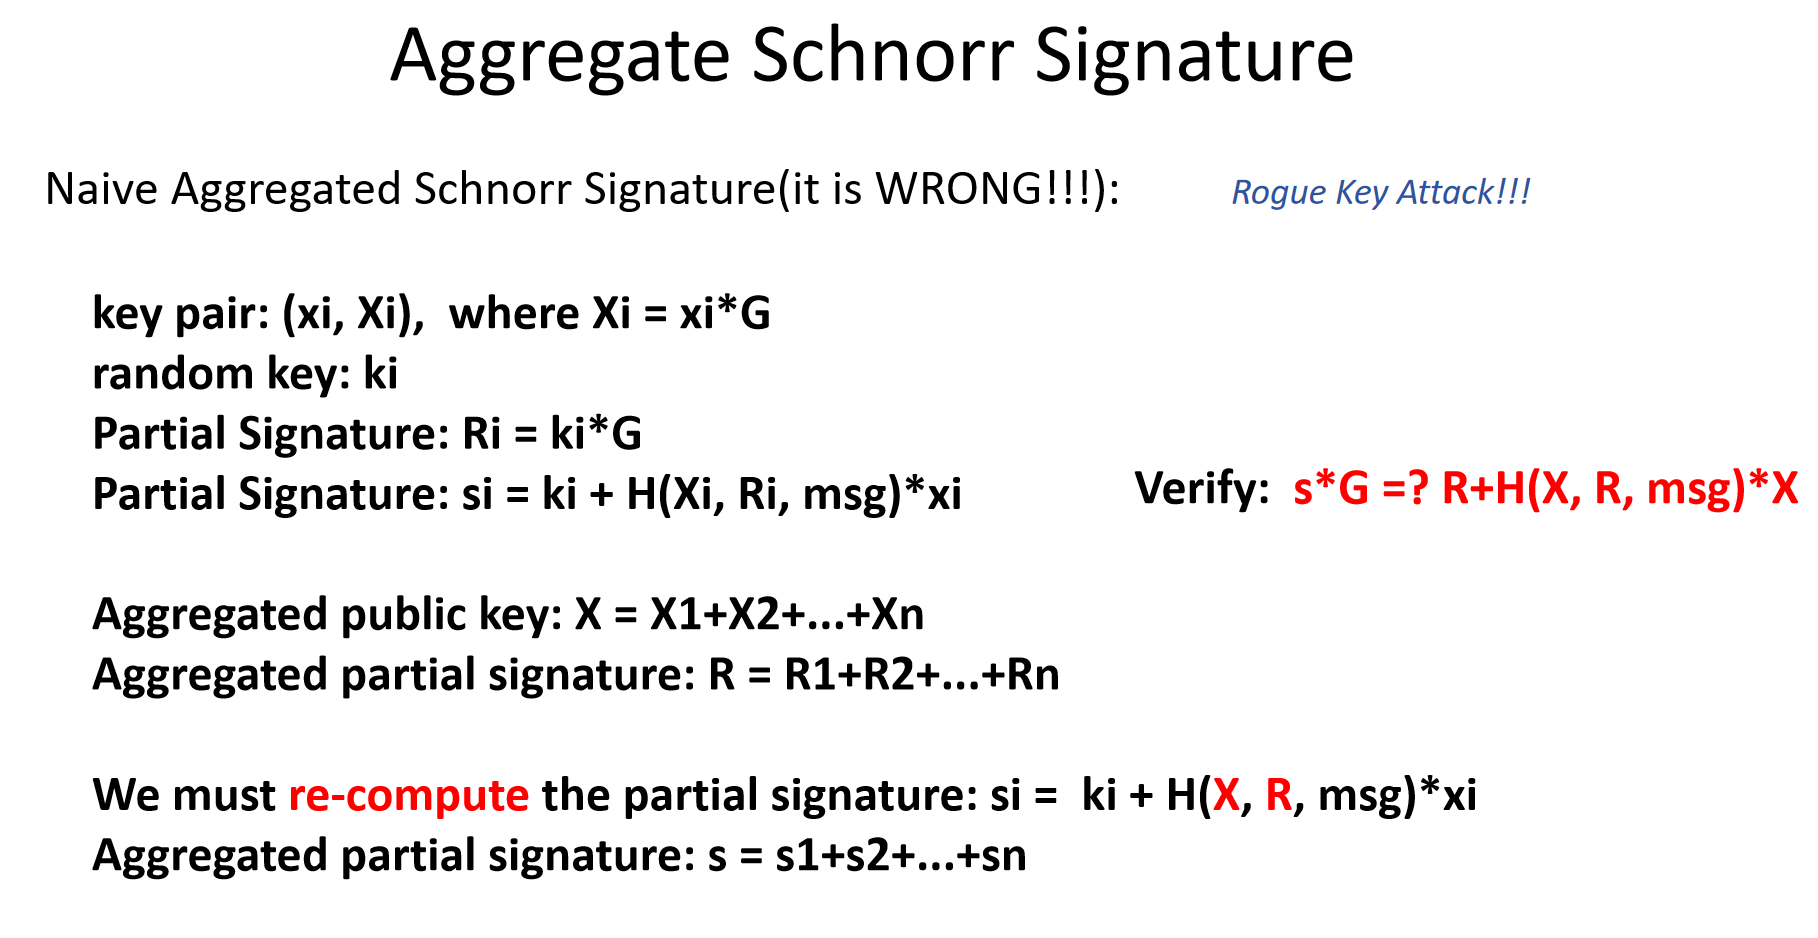 Aggregate Schnorr Signature
Naive Aggregated Schnorr Signature(it is WRONG!!!):
Rogue Key Attack!!!
key pair: (xi, Xi),  where Xi = xi*G
random key: ki
Partial Signature: Ri = ki*G
Partial Signature: si = ki + H(Xi, Ri, msg)*xi
Verify:  s*G =? R+H(X, R, msg)*X
Aggregated public key: X = X1+X2+...+Xn
Aggregated partial signature: R = R1+R2+...+Rn
We must re-compute the partial signature: si =  ki + H(X, R, msg)*xi
Aggregated partial signature: s = s1+s2+...+sn